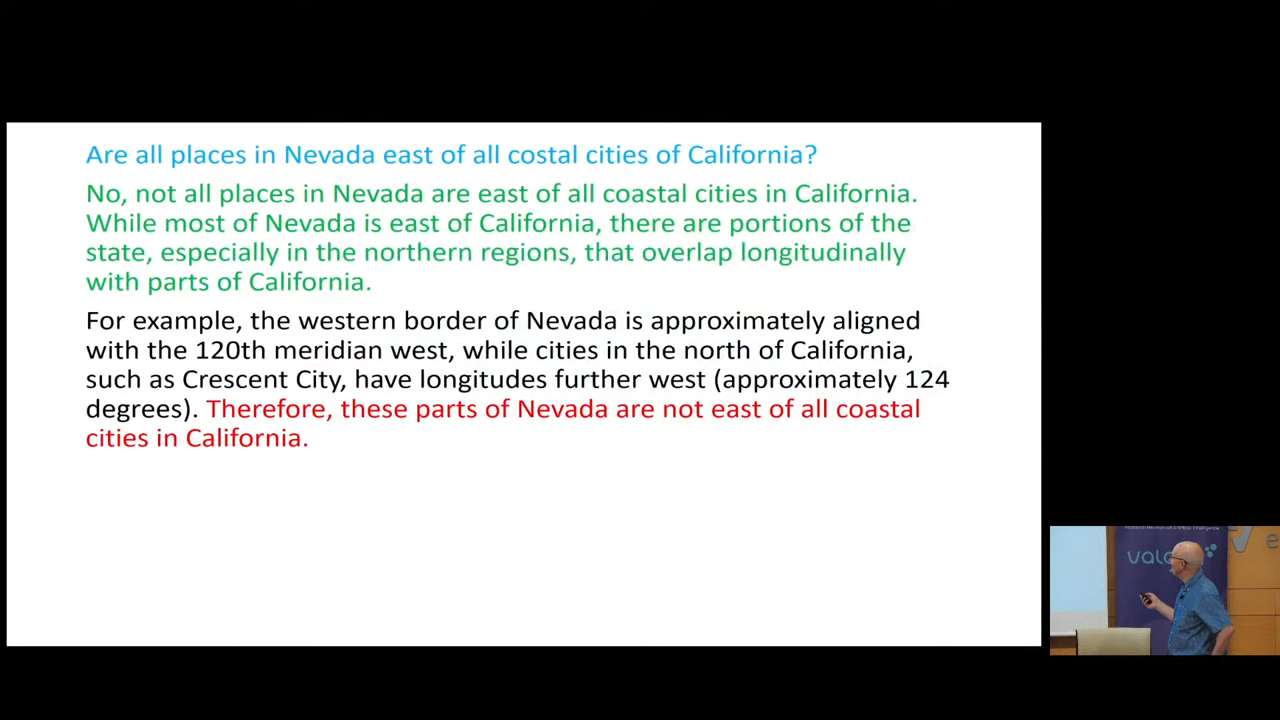 Are all places in Nevada east of all costal cities of California?
No, not all places in Nevada are east of all coastal cities in California.
While most of Nevada is east of California, there are portions of the
state, especially in the northern regions, that overlap longitudinally
with parts of California.
For example, the western border of Nevada is approximately aligned
with the 120th meridian west, while cities in the north of California,
such as Crescent City, have longitudes further west (approximately 124
degrees). Therefore, these parts of Nevada are not east of all coastal
cities in California.